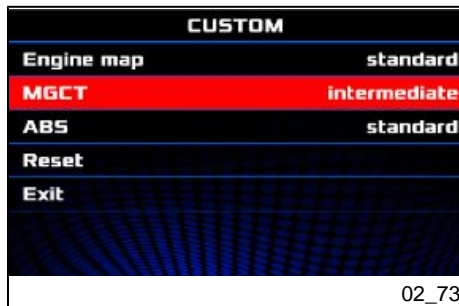 CUSTOM
Engine map standard
MGCT intermediate
ABS standard
Reset
Exit
02_73